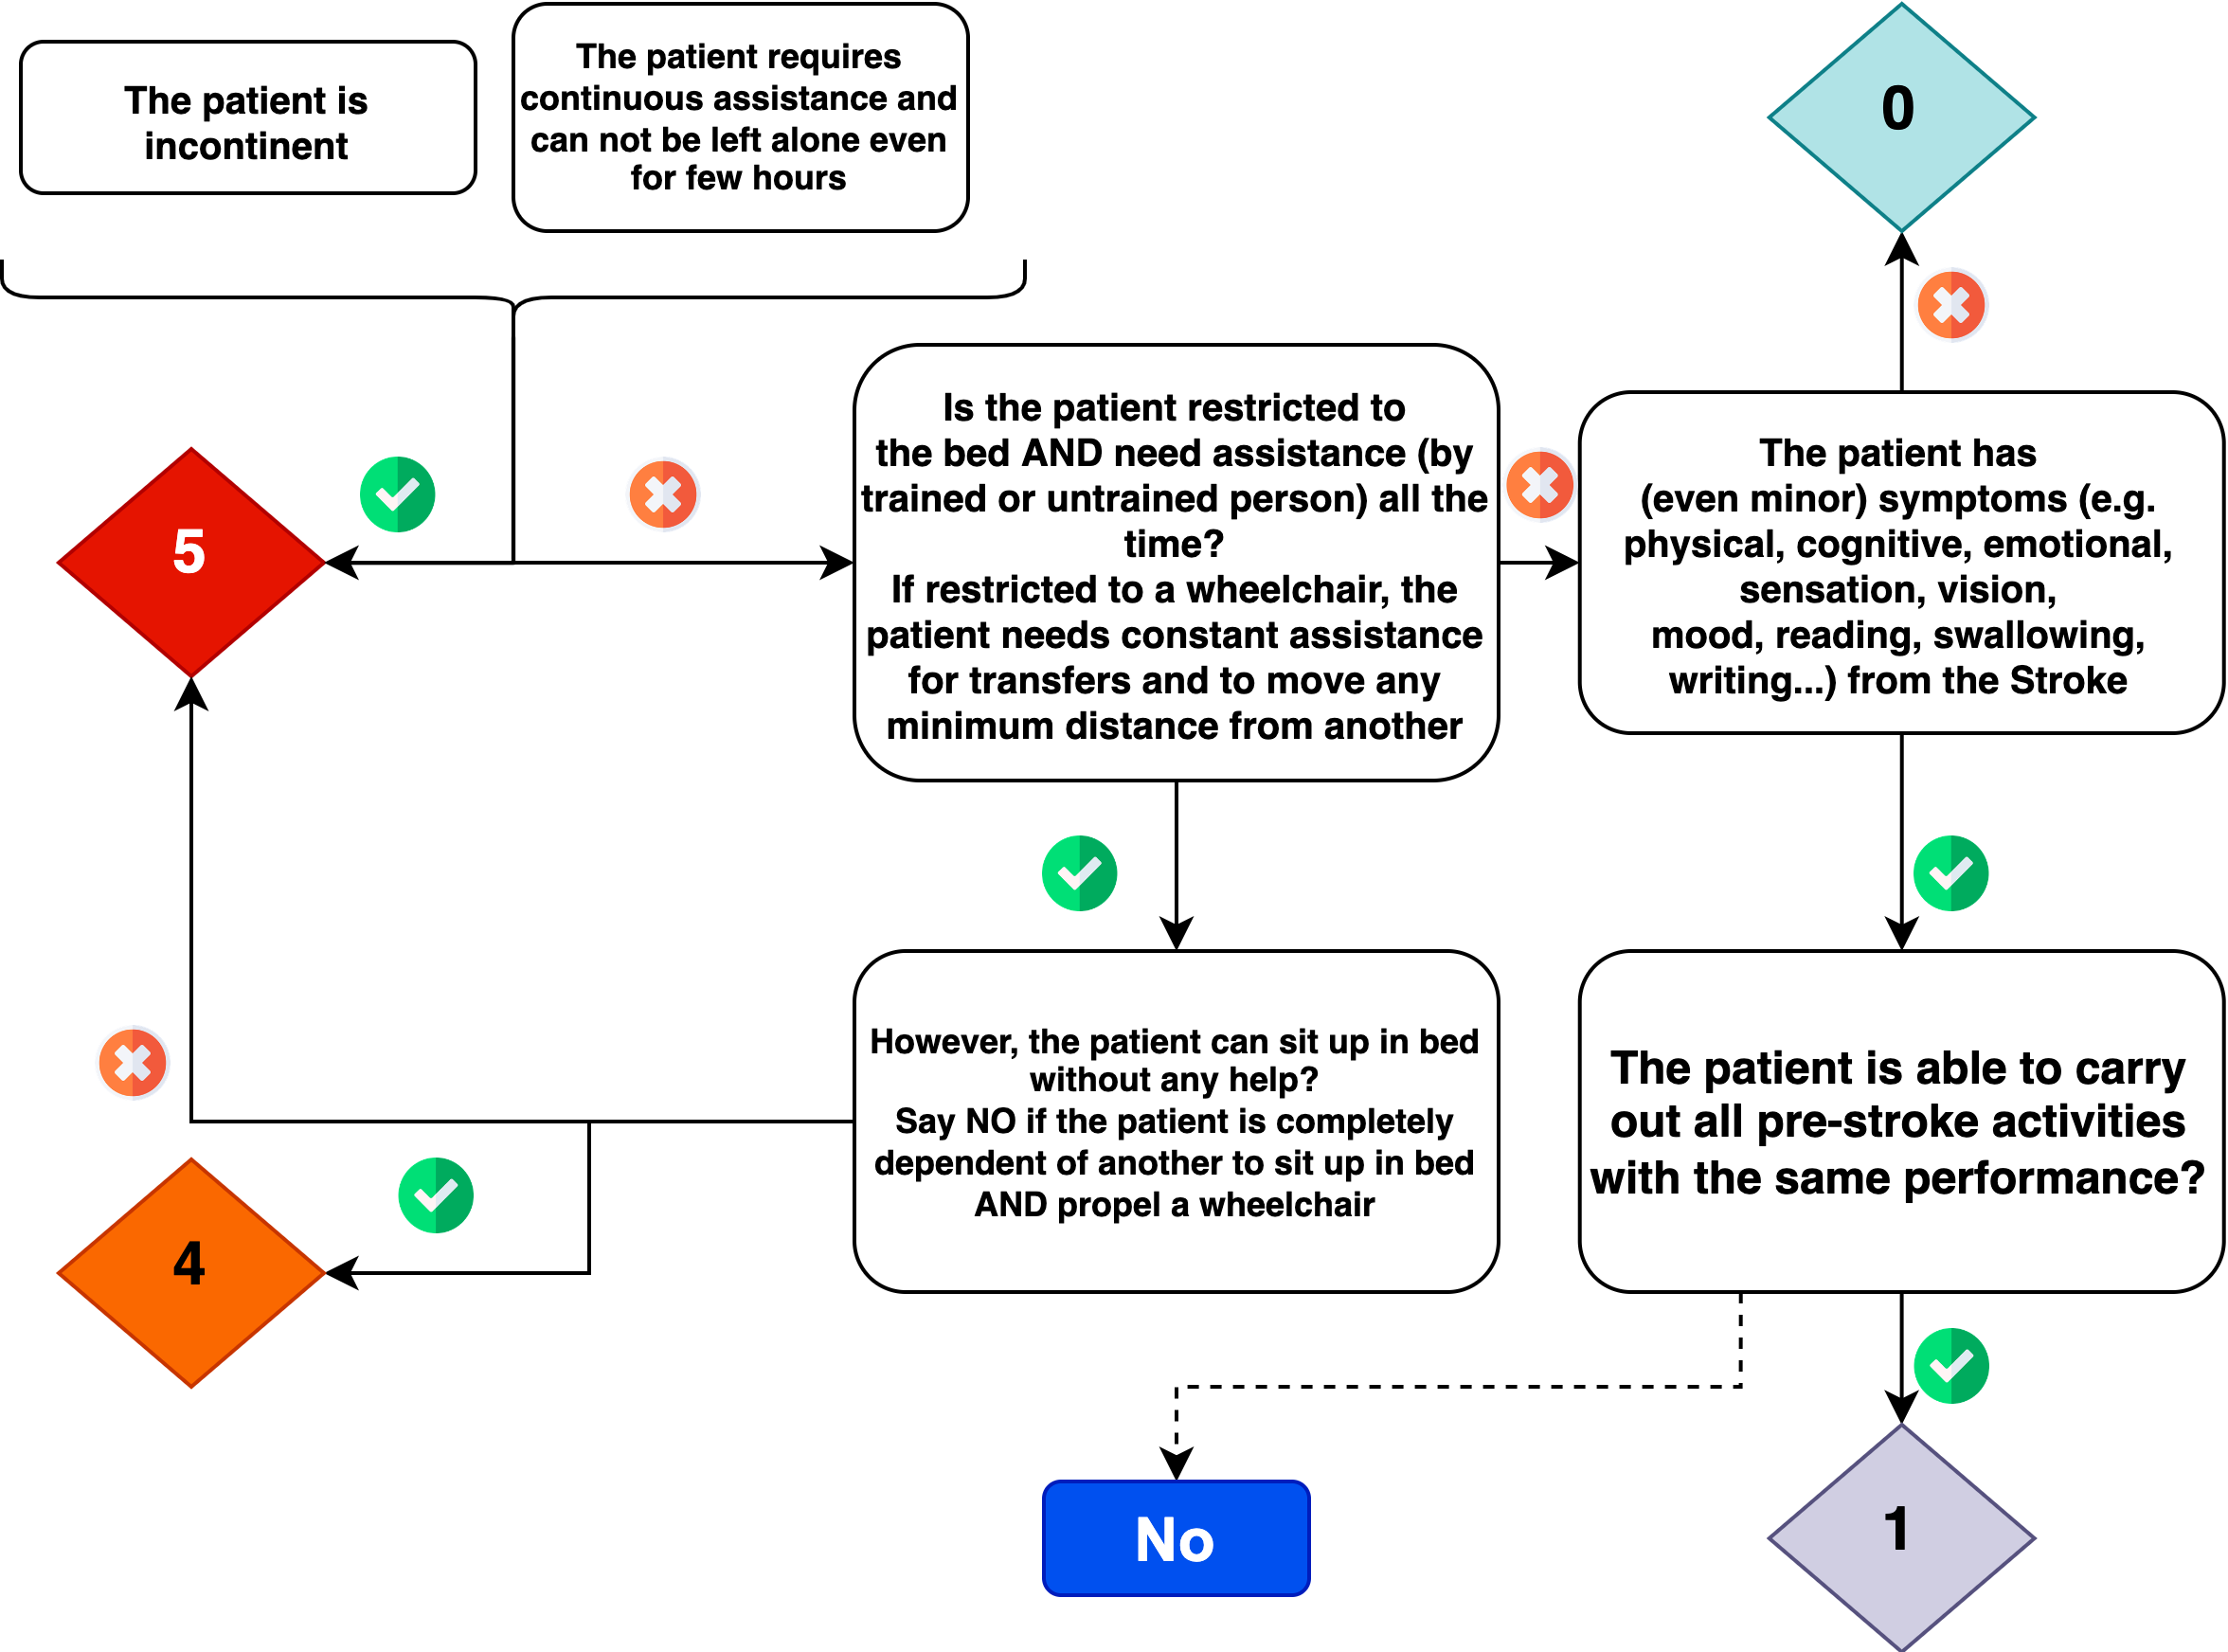 The patient is
incontinent
The patient requires
continuous assistance and
can not be left alone even
for few hours
0
5
Is the patient restricted to
the bed AND need assistance (by
trained or untrained person) all the
time?
If restricted to a wheelchair, the
patient needs constant assistance
for transfers and to move any
minimum distance from another
The patient has
(even minor) symptoms (e.g.
physical, cognitive, emotional,
sensation, vision,
mood, reading, swallowing,
writing...) from the Stroke
However, the patient can sit up in bed
without any help?
Say NO if the patient is completely
dependent of another to sit up in bed
AND propel a wheelchair
The patient is able to carry
out all pre-stroke activities
with the same performance?
4
No
1